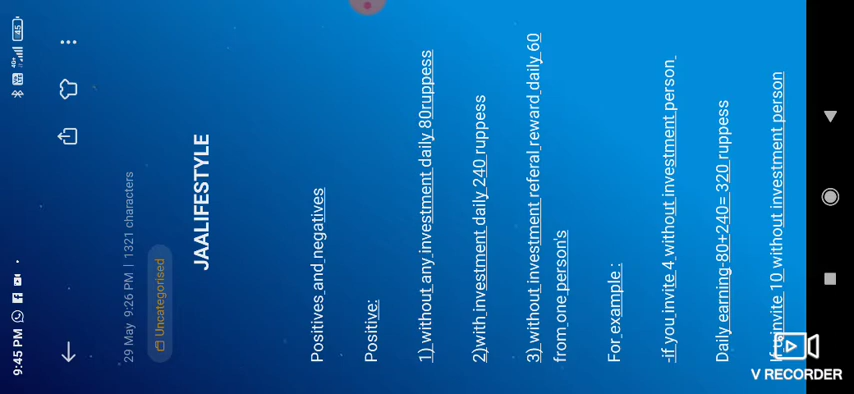 9:45 PM
4G+
45
29 May 9:26 PM | 1321 characters
Uncategorised
JAALIFESTYLE
Positives and negatives
Positive:
1) without any investment daily 80ruppess
2)with investment daily 240 ruppess
3) without investment referal reward daily 60
from one person's
For example :
-if you invite 4 without investment person
Daily earning-80+240= 320 ruppess
invite 10 without investment person
V RECORDER